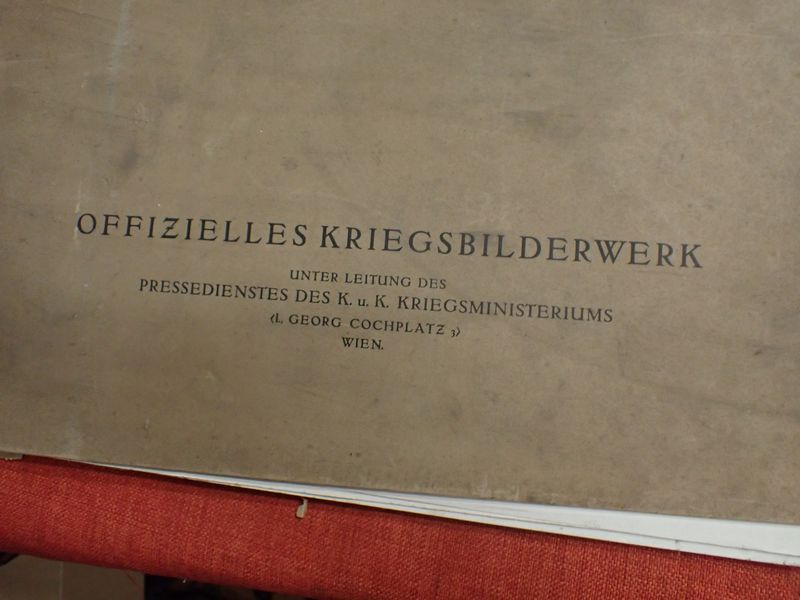 OFFIZIELLES KRIEGSBILDERWERK
UNTER LEITUNG DES
PRESSEDIENSTES DES K. u. K. KRIEGSMINISTERIUMS
(I. GEORG COCHPLATZ 3)
WIEN.